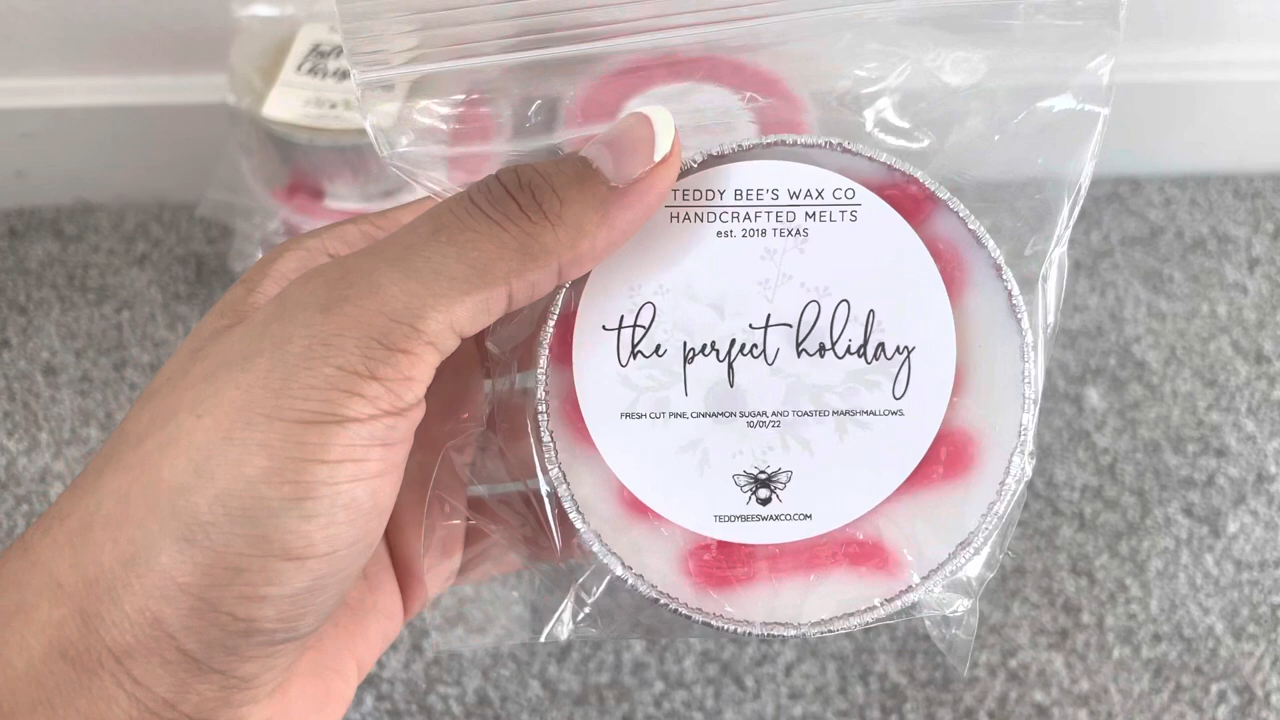 TEDDY BEE'S WAX CO
HANDCRAFTED MELTS
est. 2018 TEXAS
the perfect holiday
FRESH CUT PINE, CINNAMON SUGAR, AND TOASTED MARSHMALLOWS.
10/01/22
TEDDYBEESWAXCO.COM